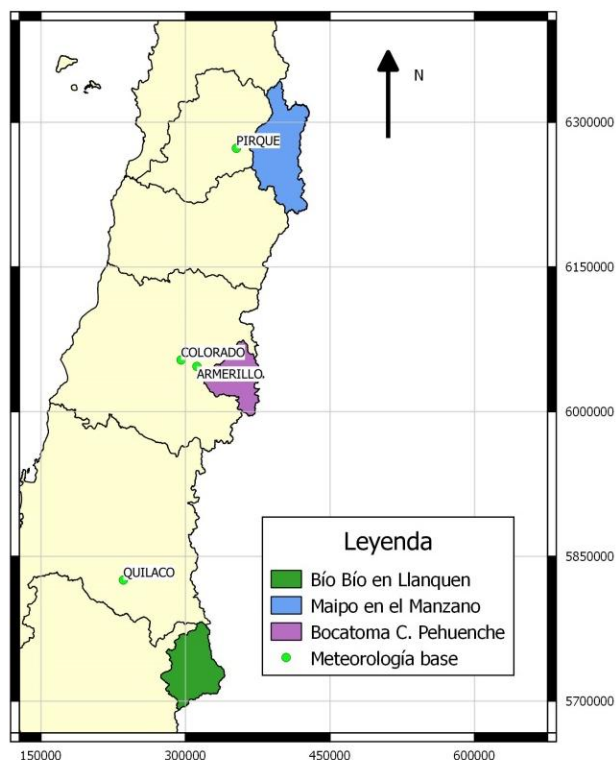 N
PIRQUE
6300000
6150000
COLORADO
ARMERILLO.
6000000
Leyenda
5850000
QUILACO
Bío Bío en Llanquen
Maipo en el Manzano
Bocatoma C. Pehuenche
Meteorología base
5700000
150000 300000 450000 600000